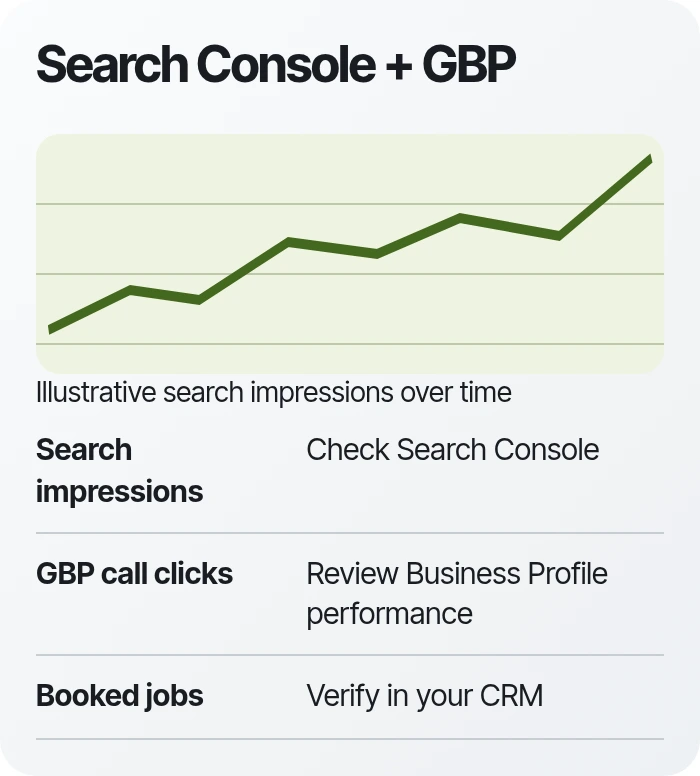 Search Console + GBP
Illustrative search impressions over time
Search
impressions
Check Search Console
GBP call clicks
Review Business Profile
performance
Booked jobs
Verify in your CRM